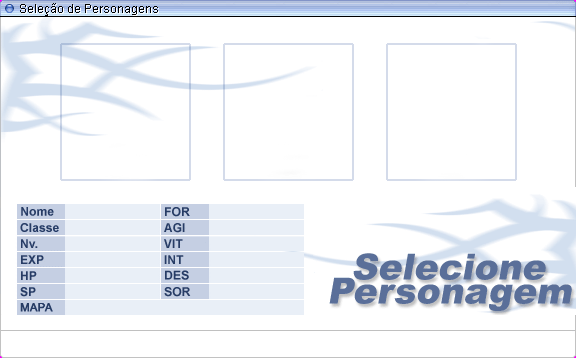 Seleção de Personagens
Nome FOR
Classe AGI
Nv. VIT
EXP INT
HP DES
SP SOR
MAPA
Selecione
Personagem